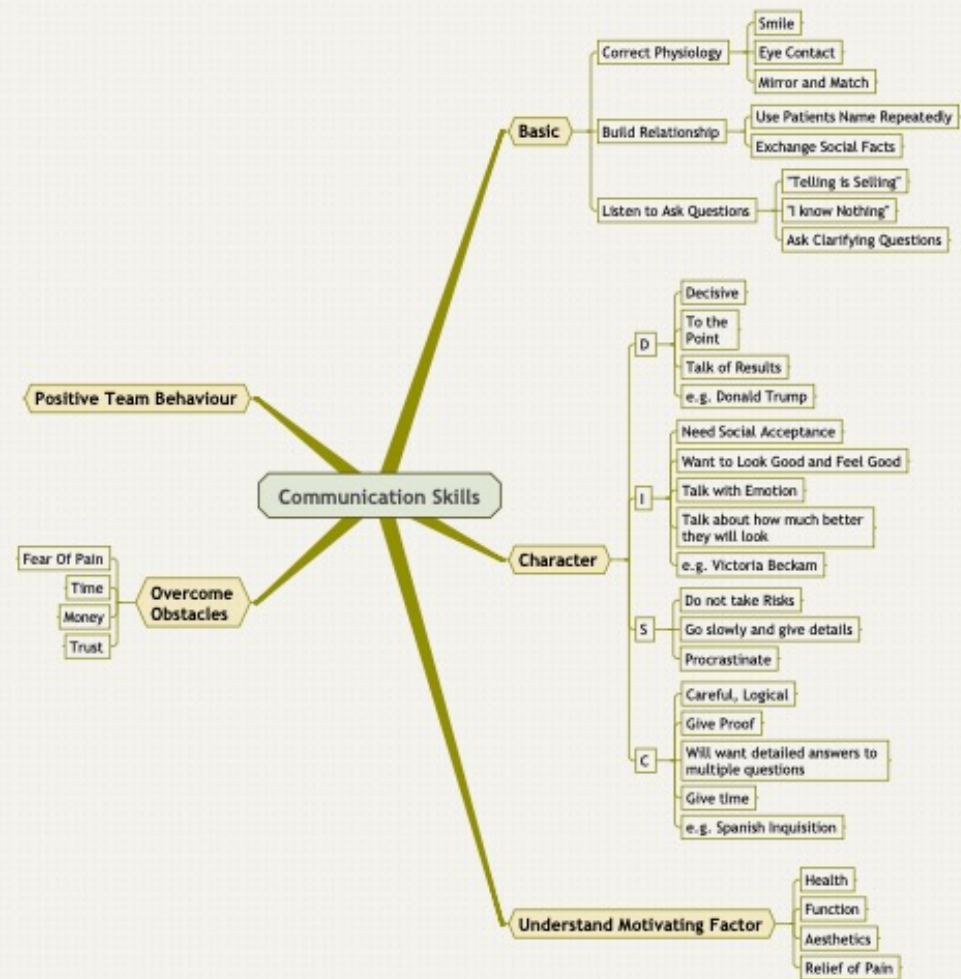 Communication Skills
Basic
Correct Physiology
Smile
Eye Contact
Mirror and Match
Build Relationship
Use Patients Name Repeatedly
Exchange Social Facts
Listen to Ask Questions
"Telling is Selling"
"I know Nothing"
Ask Clarifying Questions
Character
D
Decisive
To the
Point
Talk of Results
e.g. Donald Trump
I
Need Social Acceptance
Want to Look Good and Feel Good
Talk with Emotion
Talk about how much better
they will look
e.g. Victoria Beckam
S
Do not take Risks
Go slowly and give details
Procrastinate
C
Careful, Logical
Give Proof
Will want detailed answers to
multiple questions
Give time
e.g. Spanish Inquisition
Understand Motivating Factor
Health
Function
Aesthetics
Relief of Pain
Positive Team Behaviour
Overcome
Obstacles
Fear Of Pain
Time
Money
Trust